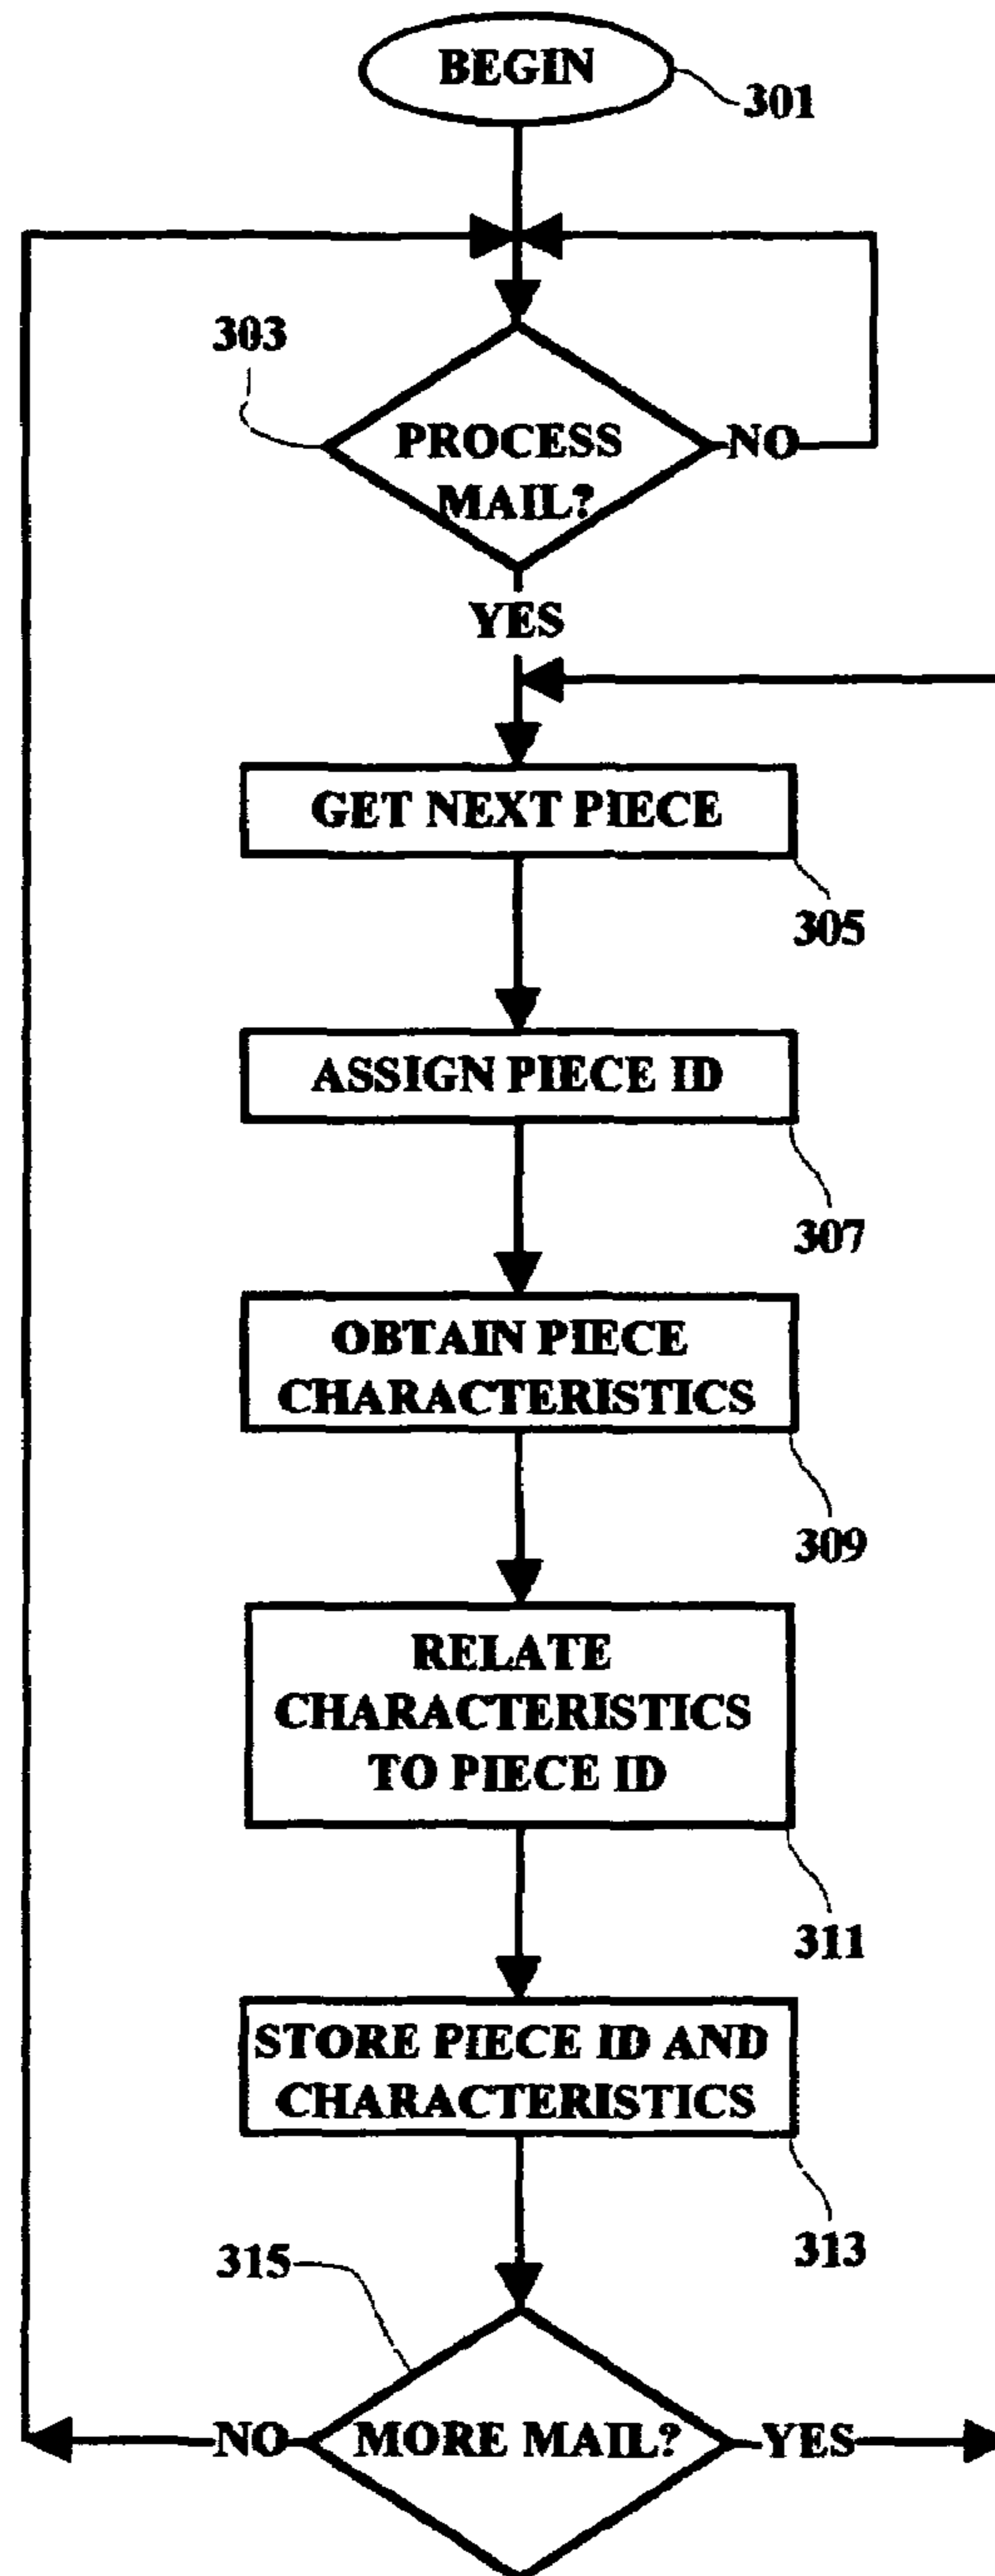 BEGIN
301
303
PROCESS
MAIL?
NO
YES
GET NEXT PIECE
305
ASSIGN PIECE ID
307
OBTAIN PIECE
CHARACTERISTICS
309
RELATE
CHARACTERISTICS
TO PIECE ID
311
STORE PIECE ID AND
CHARACTERISTICS
313
315
NO
MORE MAIL?
YES